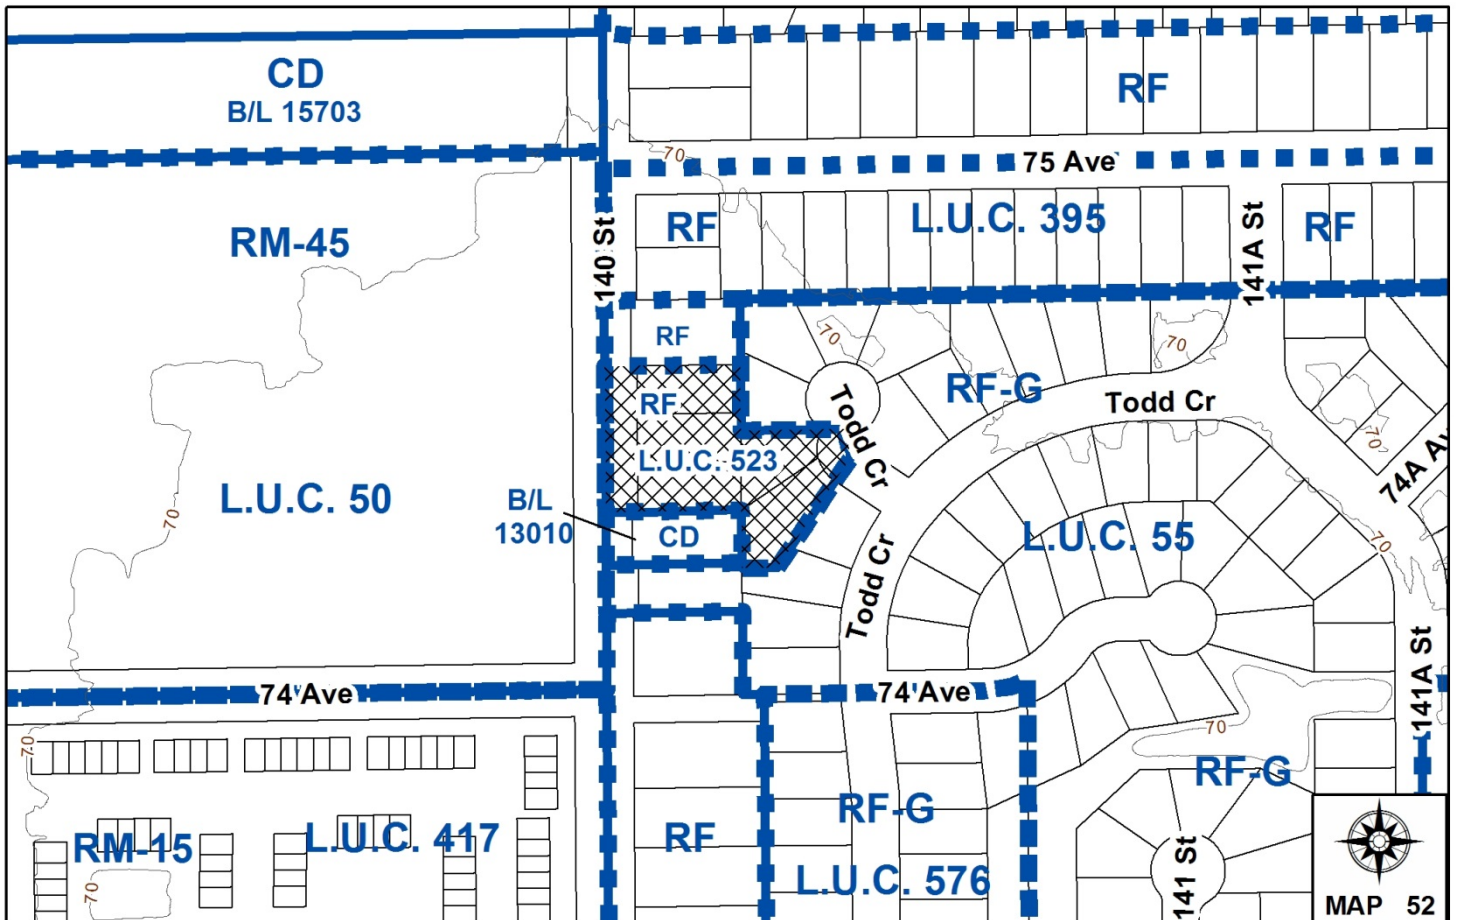 CD
B/L 15703
RF
70
75 Ave
RM-45
140 St
RF
L.U.C. 395
141A St
RF
RF
70
70
RF
RF-G
Todd Cr
Todd Cr
70
L.U.C. 523
74A Av
L.U.C. 50
70
B/L
13010
CD
L.U.C. 55
70
Todd Cr
141A St
74 Ave
74 Ave
70
70
RF-G
RF-G
RM-15
L.U.C. 417
RF
L.U.C. 576
141 St
70
MAP 52